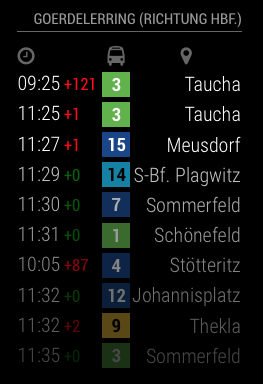 GOERDELERRING (RICHTUNG HBF.)
09:25 +121 3 Taucha
11:25 +1 3 Taucha
11:27 +1 15 Meusdorf
11:29 +0 14 S-Bf. Plagwitz
11:30 +0 7 Sommerfeld
11:31 +0 1 Schönefeld
10:05 +87 4 Stötteritz
11:32 +0 12 Johannisplatz
11:32 +2 9 Thekla
11:35 +0 3 Sommerfeld